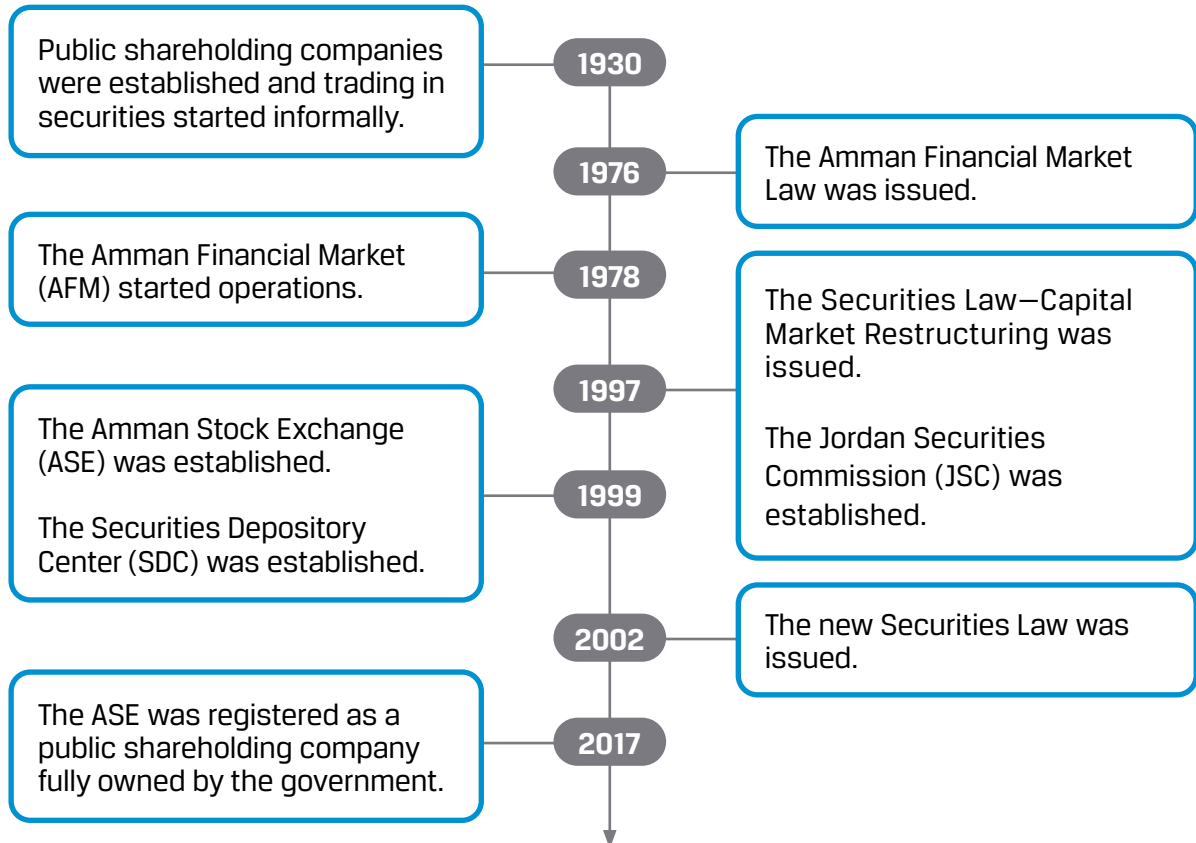 Public shareholding companies
were established and trading in
securities started informally.
1930
1976
The Amman Financial Market
Law was issued.
The Amman Financial Market
(AFM) started operations.
1978
The Securities Law—Capital
Market Restructuring was
issued.
The Jordan Securities
Commission (JSC) was
established.
1997
The Amman Stock Exchange
(ASE) was established.
The Securities Depository
Center (SDC) was established.
1999
2002
The new Securities Law was
issued.
The ASE was registered as a
public shareholding company
fully owned by the government.
2017